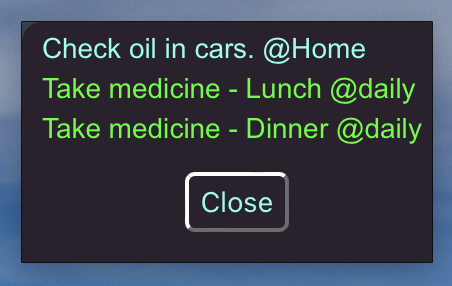 Check oil in cars. @Home
Take medicine - Lunch @daily
Take medicine - Dinner @daily
Close